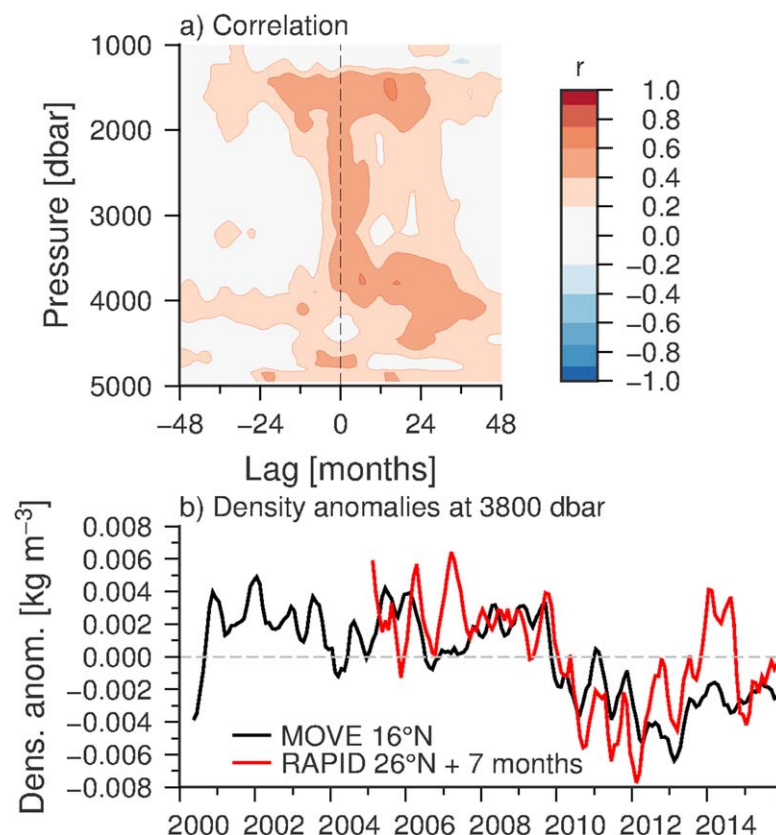 a) Correlation
1000
2000
3000
4000
5000
Pressure [dbar]
−48 −24 0 24 48
Lag [months]
r
1.0
0.8
0.6
0.4
0.2
0.0
−0.2
−0.4
−0.6
−0.8
−1.0
b) Density anomalies at 3800 dbar
0.008
0.006
0.004
0.002
0.000
−0.002
−0.004
−0.006
−0.008
Dens. anom. [kg m⁻³]
MOVE 16°N
RAPID 26°N + 7 months
2000 2002 2004 2006 2008 2010 2012 2014